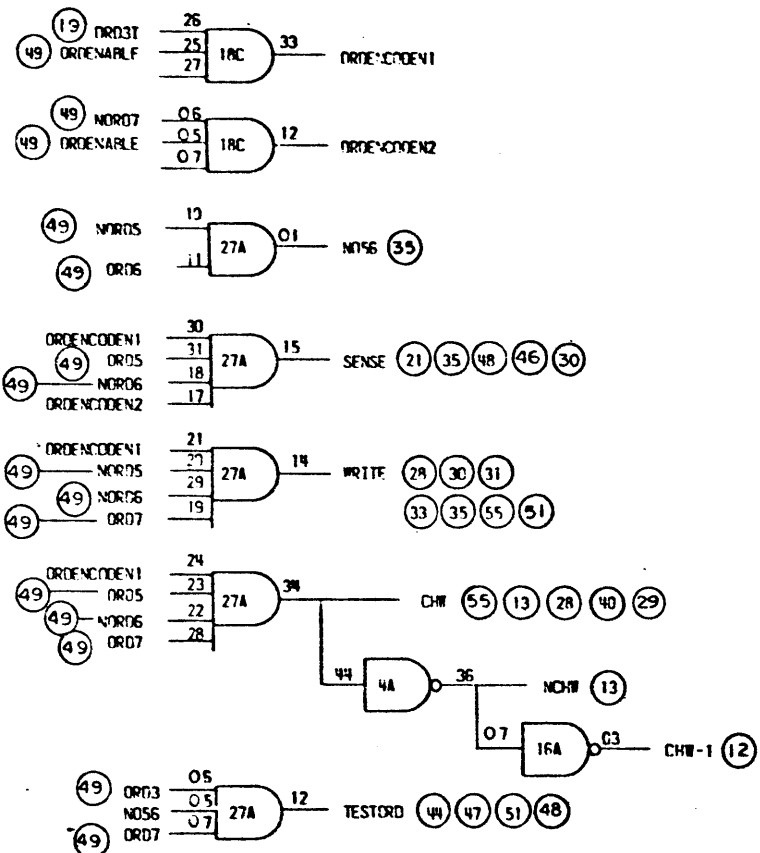 19 ORD3T 26
49 ORDENABLE 25 18C 33 ORDENCODEN1
27
49 NORD7 06
49 ORDENABLE 05 18C 12 ORDENCODEN2
07
49 NORD5 10
27A 01 NO56 35
49 ORD6 11
ORDENCODEN1 30
49 ORD5 31 27A 15 SENSE 21 35 48 46 30
49 NORD6 18
ORDENCODEN2 17
ORDENCODEN1 21
49 NORD5 20 27A 14 WRITE 28 30 31
49 NORD6 29
49 ORD7 19 33 35 55 51
ORDENCODEN1 24
49 ORD5 23 27A 34 CHW 55 13 28 40 29
49 NORD6 22
49 ORD7 28
44 4A 36 NCHW 13
07 16A 03 CHW-1 12
49 ORD3 05
NO56 05 27A 12 TESTORD 44 47 51 48
49 ORD7 07